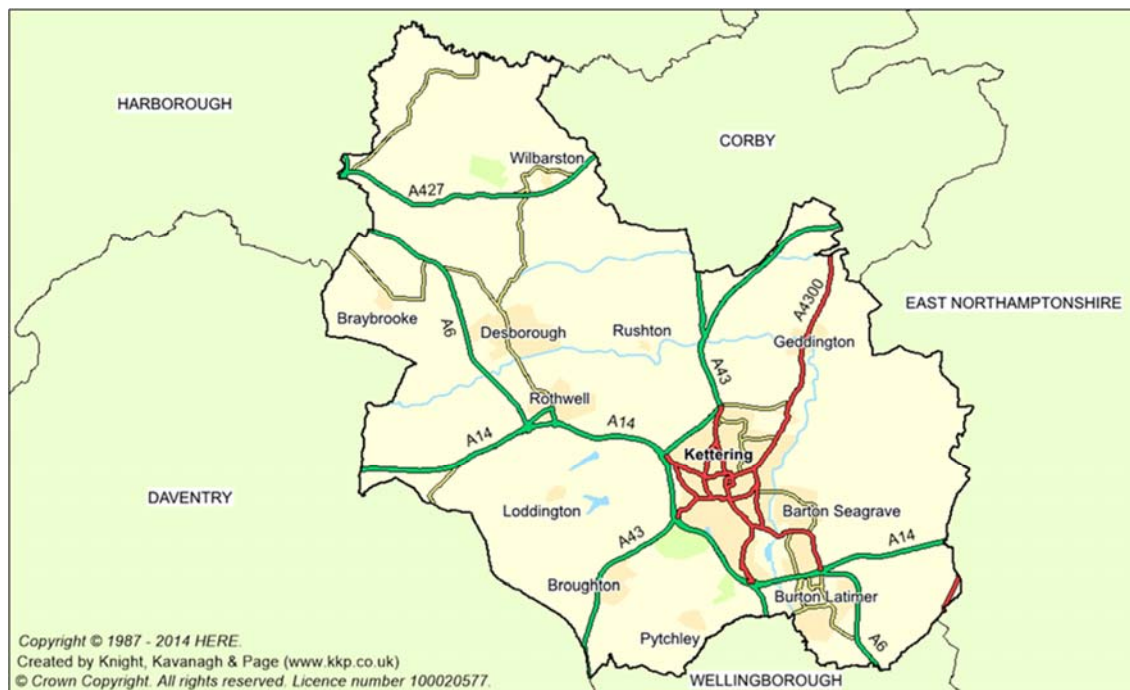 HARBOROUGH
CORBY
Wilbarston
A427
EAST NORTHAMPTONSHIRE
A4300
Braybrooke
A6
Desborough
Rushton
Geddington
A43
Rothwell
A14
A14
Kettering
DAVENTRY
Loddington
Barton Seagrave
A43
A14
Broughton
Burton Latimer
Pytchley
A6
Copyright © 1987 - 2014 HERE.
Created by Knight, Kavanagh & Page (www.kkp.co.uk)
© Crown Copyright. All rights reserved. Licence number 100020577.
WELLINGBOROUGH